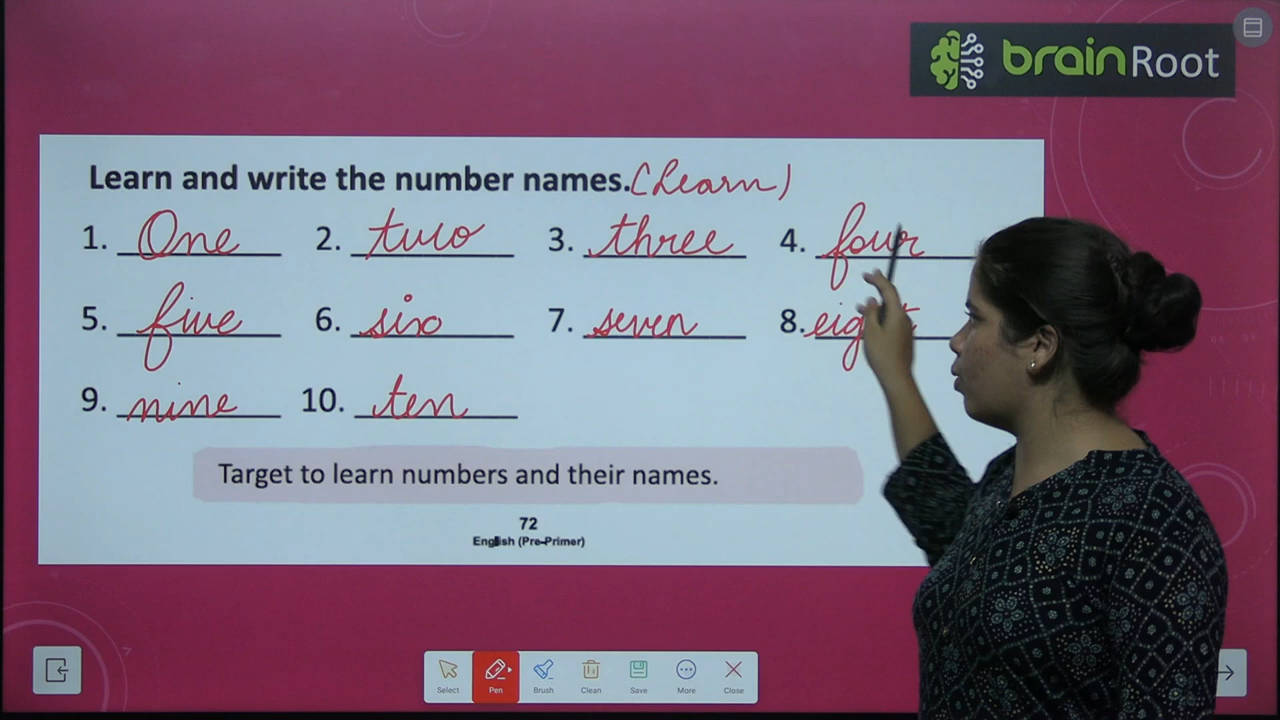 brainRoot
Learn and write the number names. (Learn)
1. One 2. two 3. three 4. four
5. five 6. six 7. seven 8. eight
9. nine 10. ten
Target to learn numbers and their names.
72
English (Pre-Primer)
Select Pen Brush Clean Save More Close